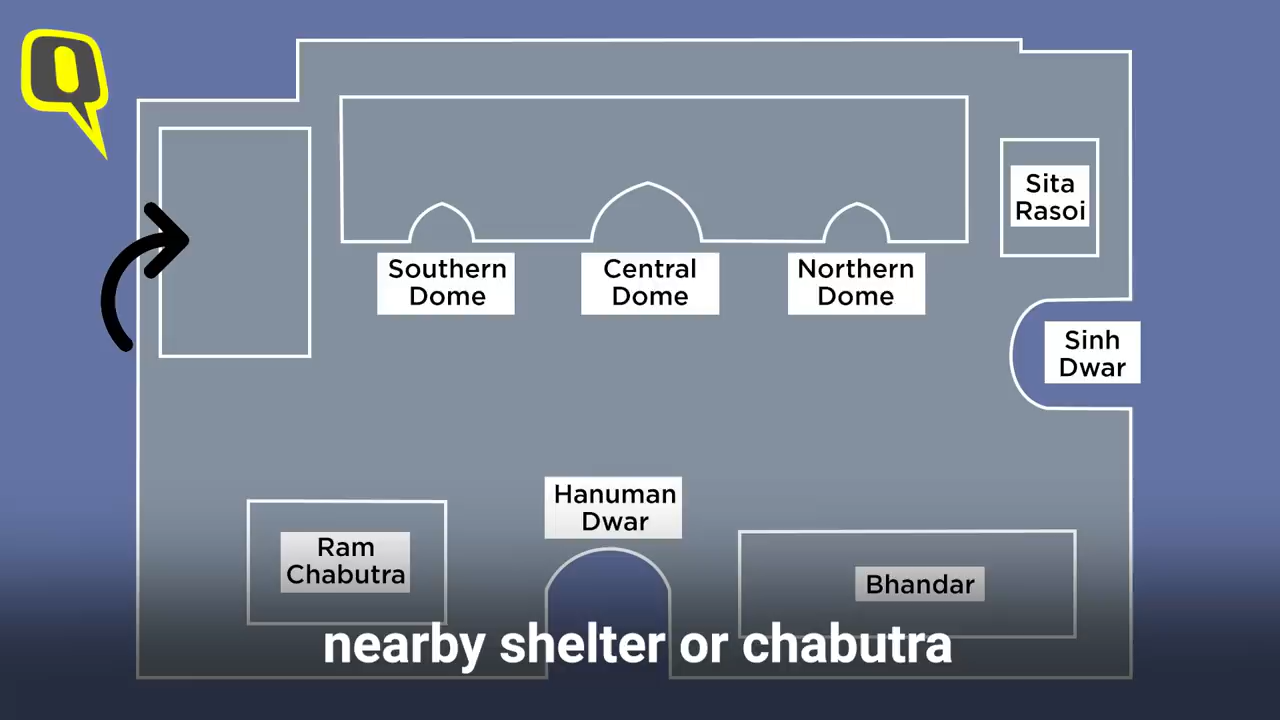 Q
Sita
Rasoi
Southern
Dome
Central
Dome
Northern
Dome
Sinh
Dwar
Hanuman
Dwar
Ram
Chabutra
Bhandar
nearby shelter or chabutra